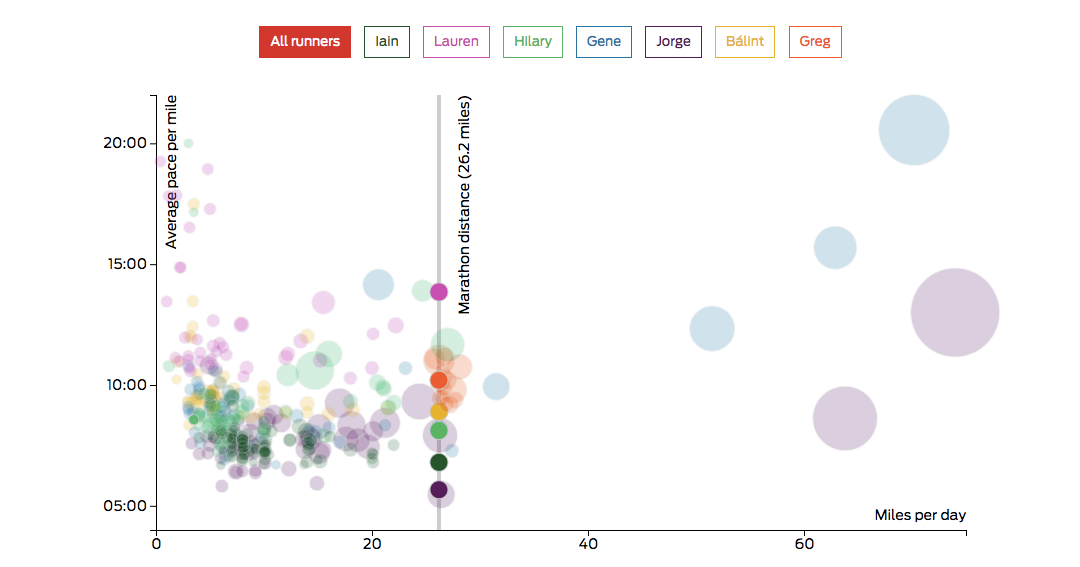 All runners
Iain
Lauren
Hilary
Gene
Jorge
Bálint
Greg
Average pace per mile
Marathon distance (26.2 miles)
20:00
15:00
10:00
05:00
Miles per day
0
20
40
60